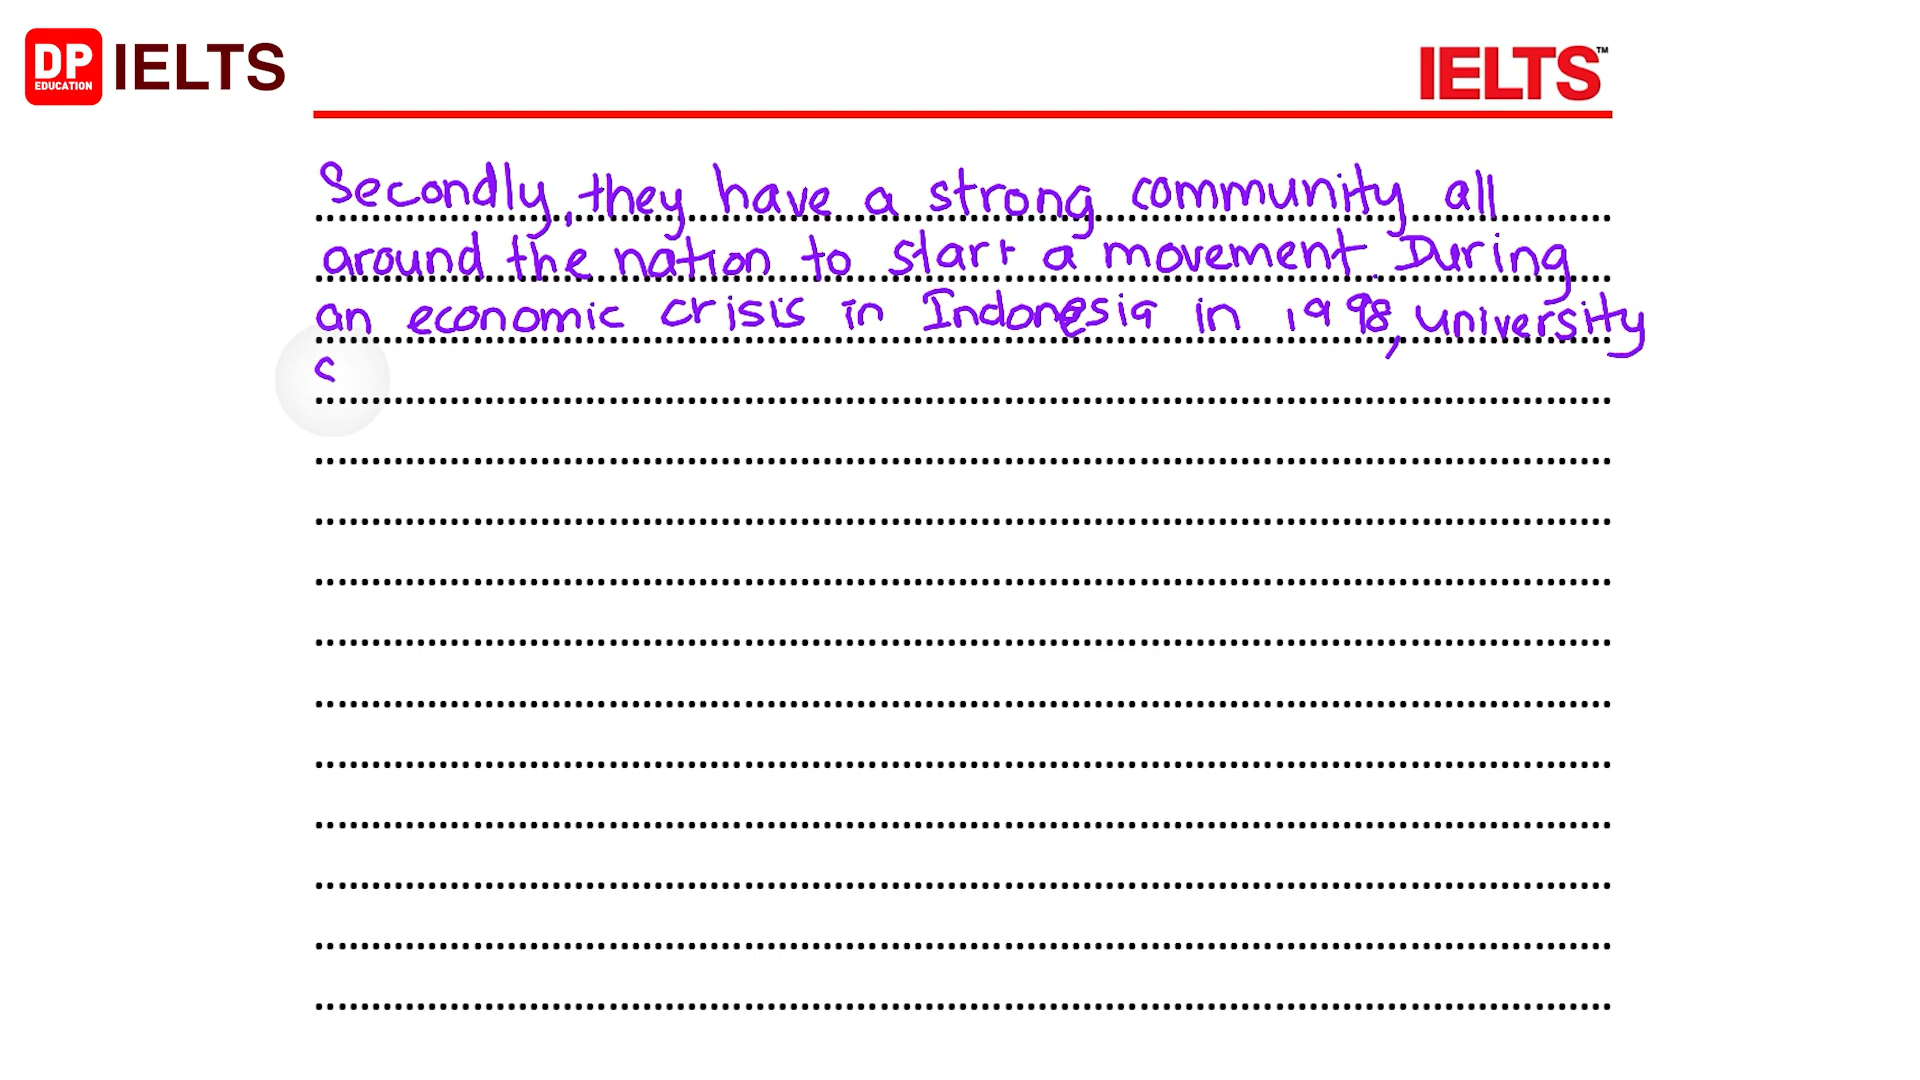 DP
EDUCATION
IELTS
IELTS™
Secondly, they have a strong community all
around the nation to start a movement. During
an economic crisis in Indonesia in 1998, university